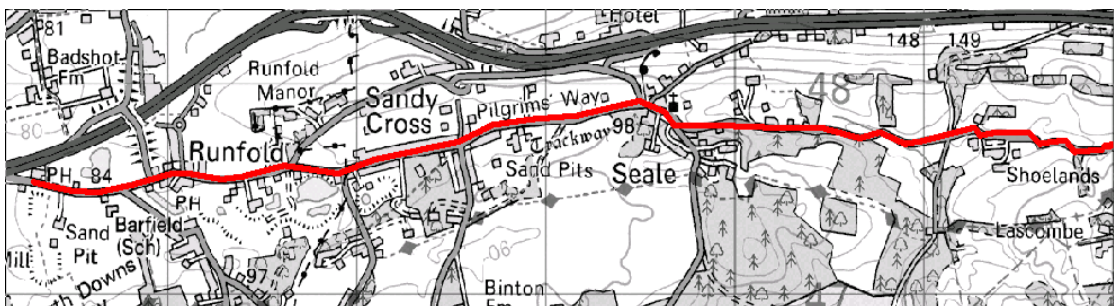 Hotel
81
Badshot
Fm
148
149
Runfold
Manor
48
Sandy
Cross
Pilgrims' Way
80
98
Trackway
Runfold
Sand Pits
Seale
PH
84
Shoelands
PH
Barfield
(Sch)
Sand
Pit
Lascombe
Mill
Downs
97
Binton
Fm